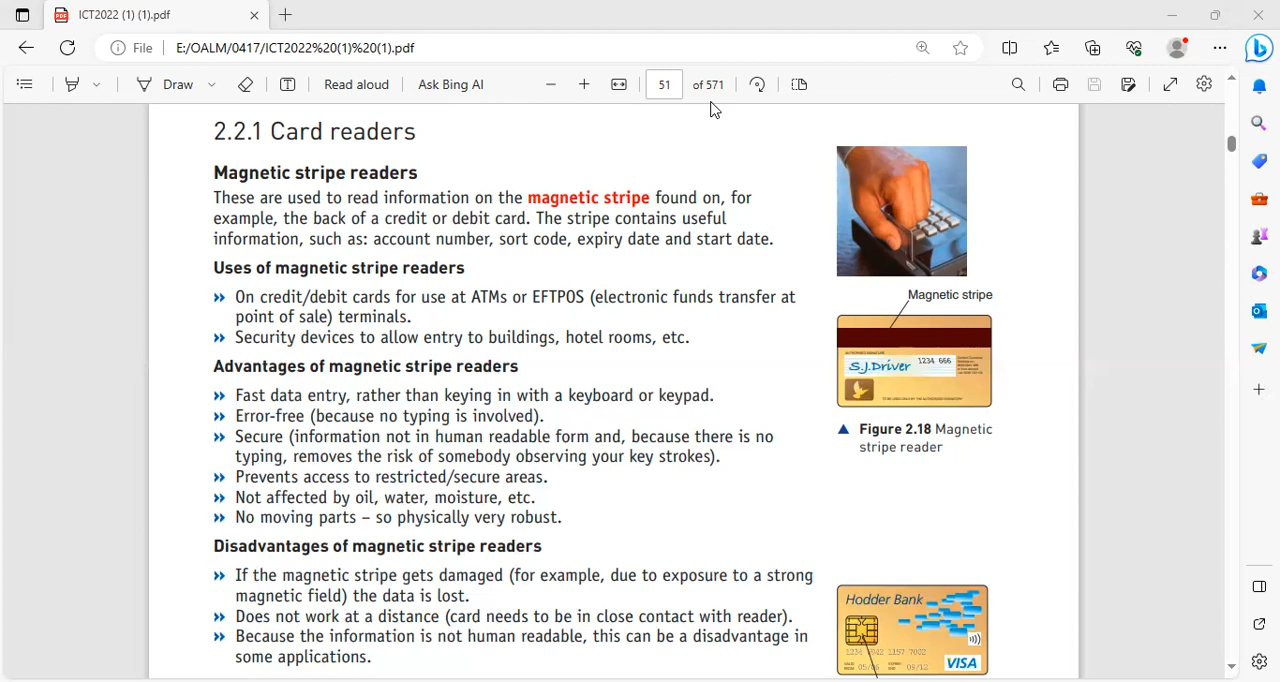 ICT2022 (1) (1).pdf
File
E:/OALM/0417/ICT2022%20(1)%20(1).pdf
Draw
Read aloud
Ask Bing AI
51
of 571
2.2.1 Card readers
Magnetic stripe readers
These are used to read information on the magnetic stripe found on, for
example, the back of a credit or debit card. The stripe contains useful
information, such as: account number, sort code, expiry date and start date.
Uses of magnetic stripe readers
» On credit/debit cards for use at ATMs or EFTPOS (electronic funds transfer at
point of sale) terminals.
» Security devices to allow entry to buildings, hotel rooms, etc.
Advantages of magnetic stripe readers
» Fast data entry, rather than keying in with a keyboard or keypad.
» Error-free (because no typing is involved).
» Secure (information not in human readable form and, because there is no
typing, removes the risk of somebody observing your key strokes).
» Prevents access to restricted/secure areas.
» Not affected by oil, water, moisture, etc.
» No moving parts – so physically very robust.
Disadvantages of magnetic stripe readers
» If the magnetic stripe gets damaged (for example, due to exposure to a strong
magnetic field) the data is lost.
» Does not work at a distance (card needs to be in close contact with reader).
» Because the information is not human readable, this can be a disadvantage in
some applications.
Magnetic stripe
AUTHORISED SIGNATURE
S.J.Driver
1234 666
▲ Figure 2.18 Magnetic
stripe reader
Hodder Bank
1157 7002
09/12
VISA